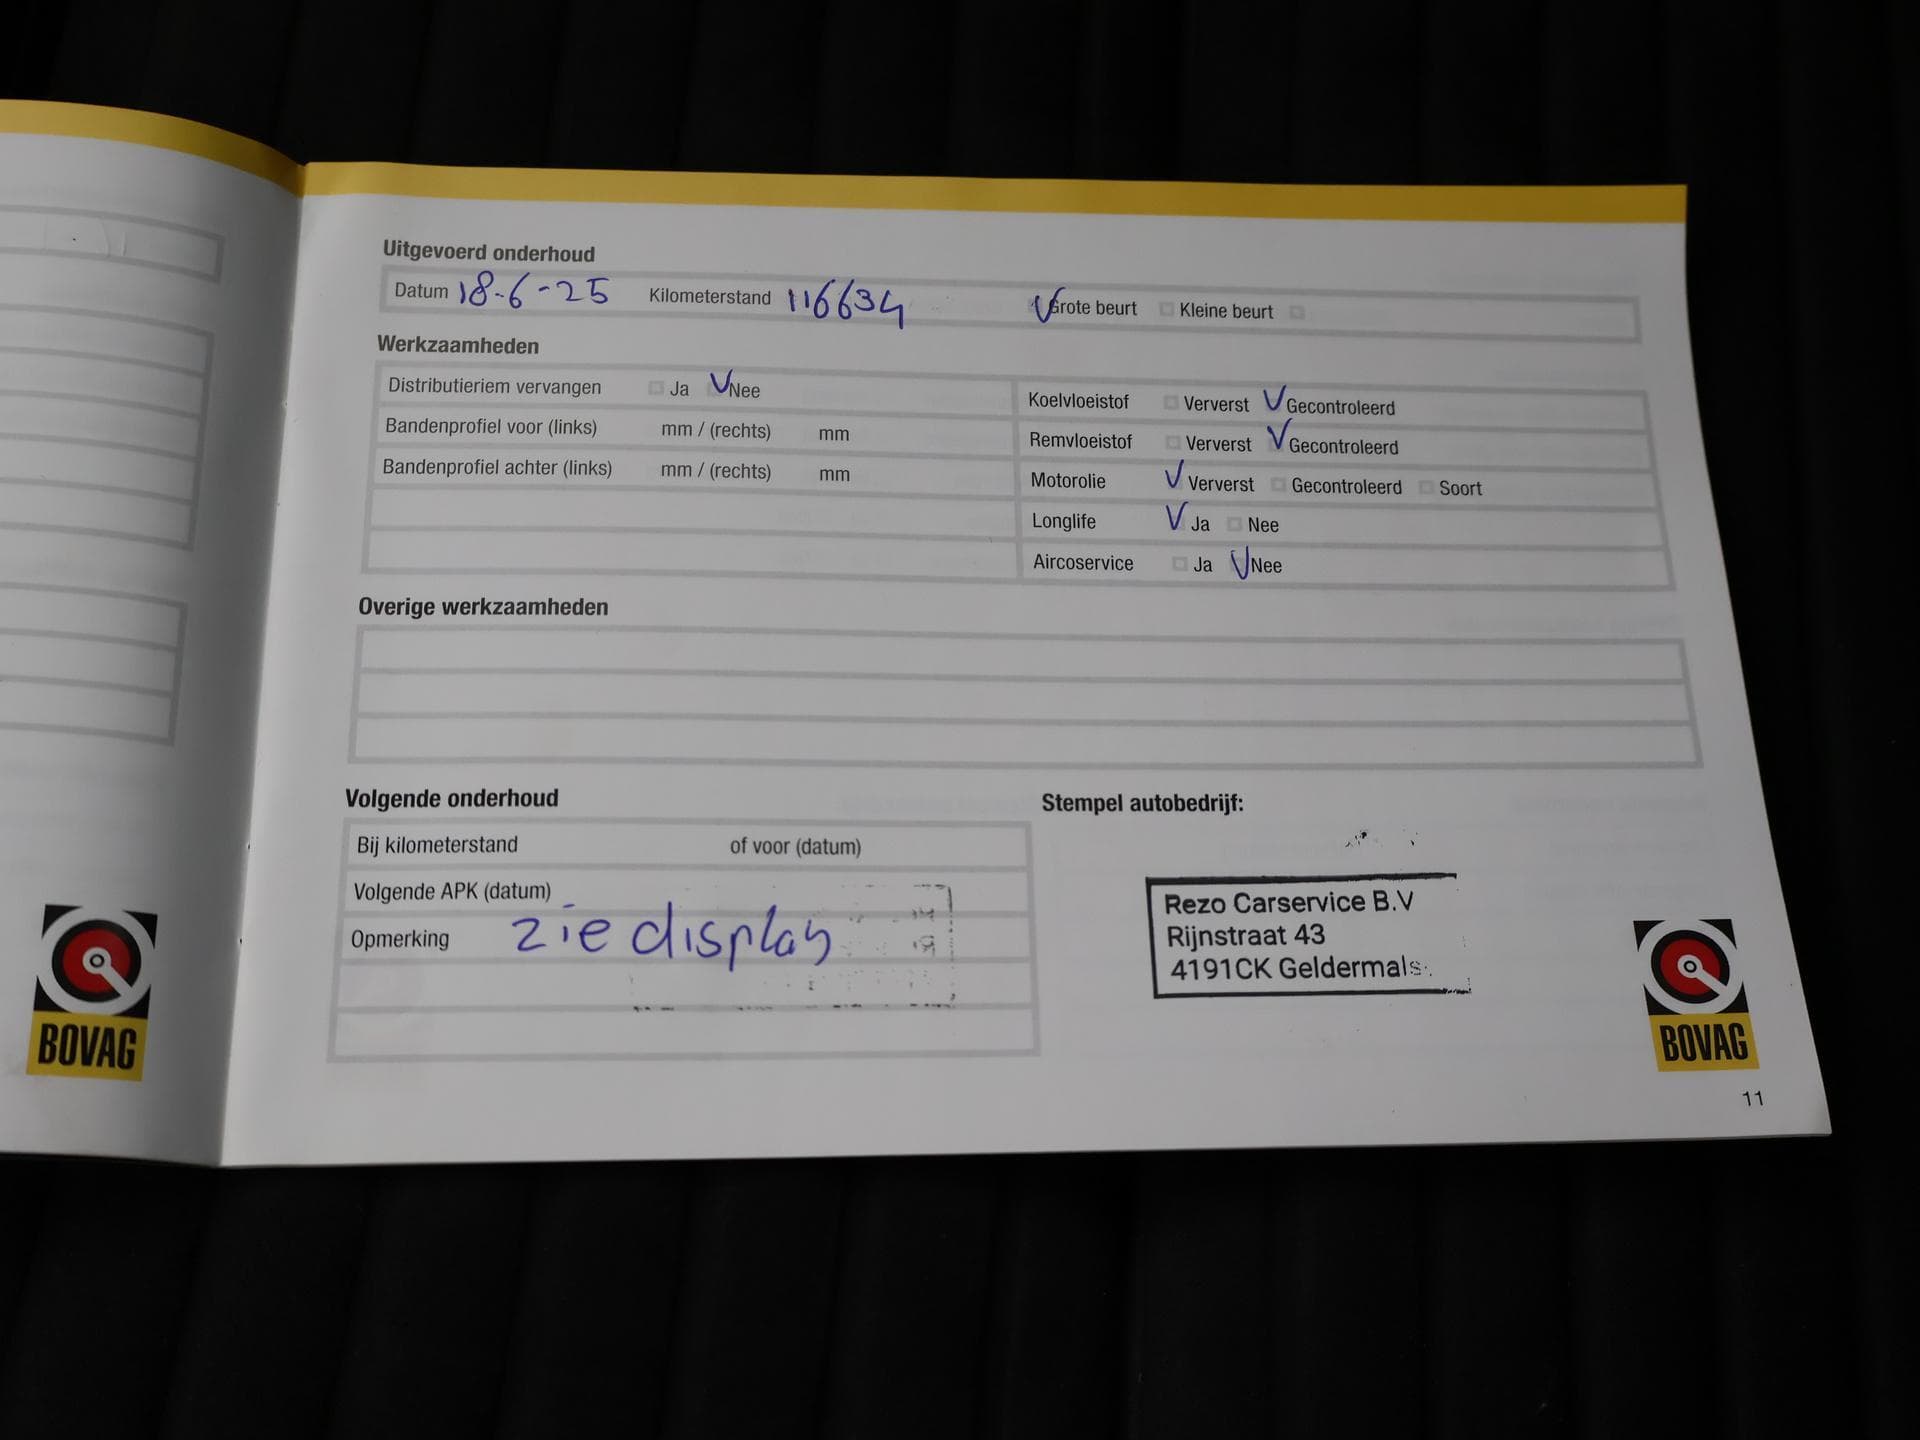 Uitgevoerd onderhoud
Datum 18-6-25 Kilometerstand 116634 Grote beurt Kleine beurt
Werkzaamheden
Distributieriem vervangen Ja Nee
Bandenprofiel voor (links) mm / (rechts) mm
Bandenprofiel achter (links) mm / (rechts) mm
Koelvloeistof Ververst Gecontroleerd
Remvloeistof Ververst Gecontroleerd
Motorolie Ververst Gecontroleerd Soort
Longlife Ja Nee
Aircoservice Ja Nee
Overige werkzaamheden
Volgende onderhoud
Bij kilometerstand of voor (datum)
Volgende APK (datum)
Opmerking zie display
Stempel autobedrijf:
Rezo Carservice B.V
Rijnstraat 43
4191CK Geldermals
BOVAG
BOVAG
11